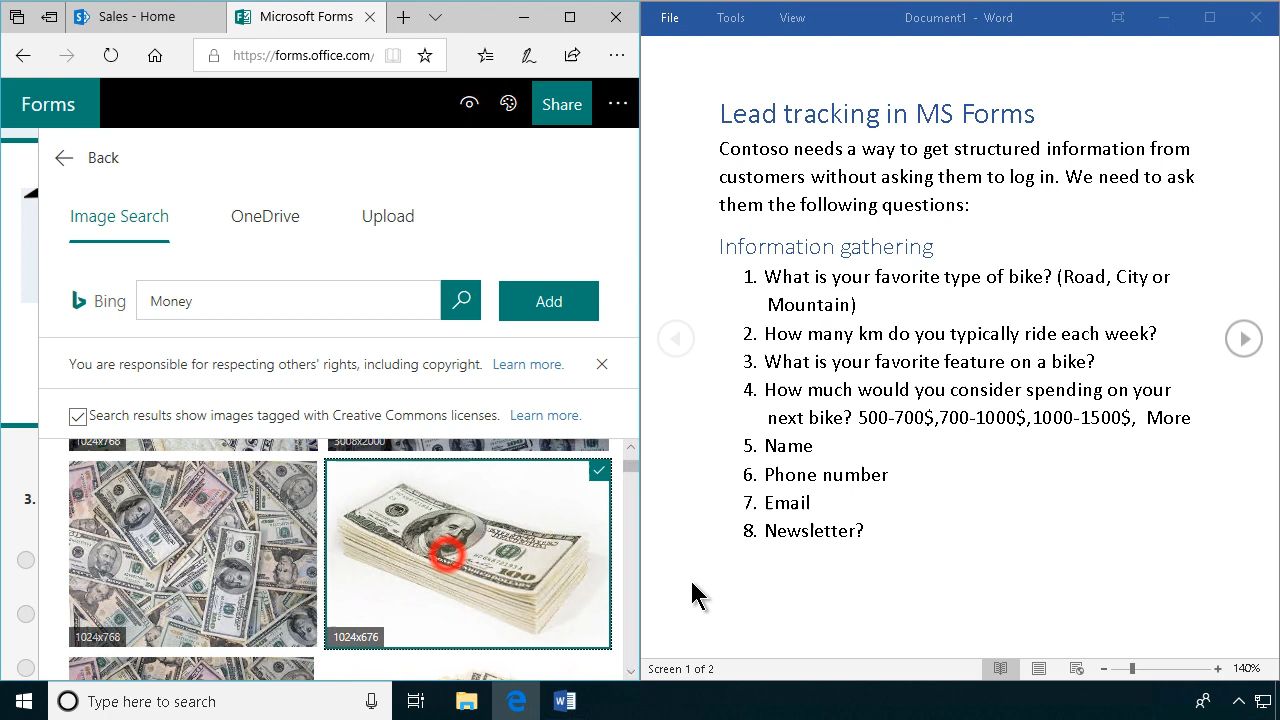 Sales - Home
Microsoft Forms
https://forms.office.com/
Forms
Share
Back
Image Search
OneDrive
Upload
Bing
Money
Add
You are responsible for respecting others' rights, including copyright. Learn more.
Search results show images tagged with Creative Commons licenses. Learn more.
1024x768
3008x2000
3.
1024x768
100
1024x676
File
Tools
View
Document1 - Word
Lead tracking in MS Forms
Contoso needs a way to get structured information from
customers without asking them to log in. We need to ask
them the following questions:
Information gathering
1. What is your favorite type of bike? (Road, City or
Mountain)
2. How many km do you typically ride each week?
3. What is your favorite feature on a bike?
4. How much would you consider spending on your
next bike? 500-700$,700-1000$,1000-1500$, More
5. Name
6. Phone number
7. Email
8. Newsletter?
Screen 1 of 2
140%
Type here to search